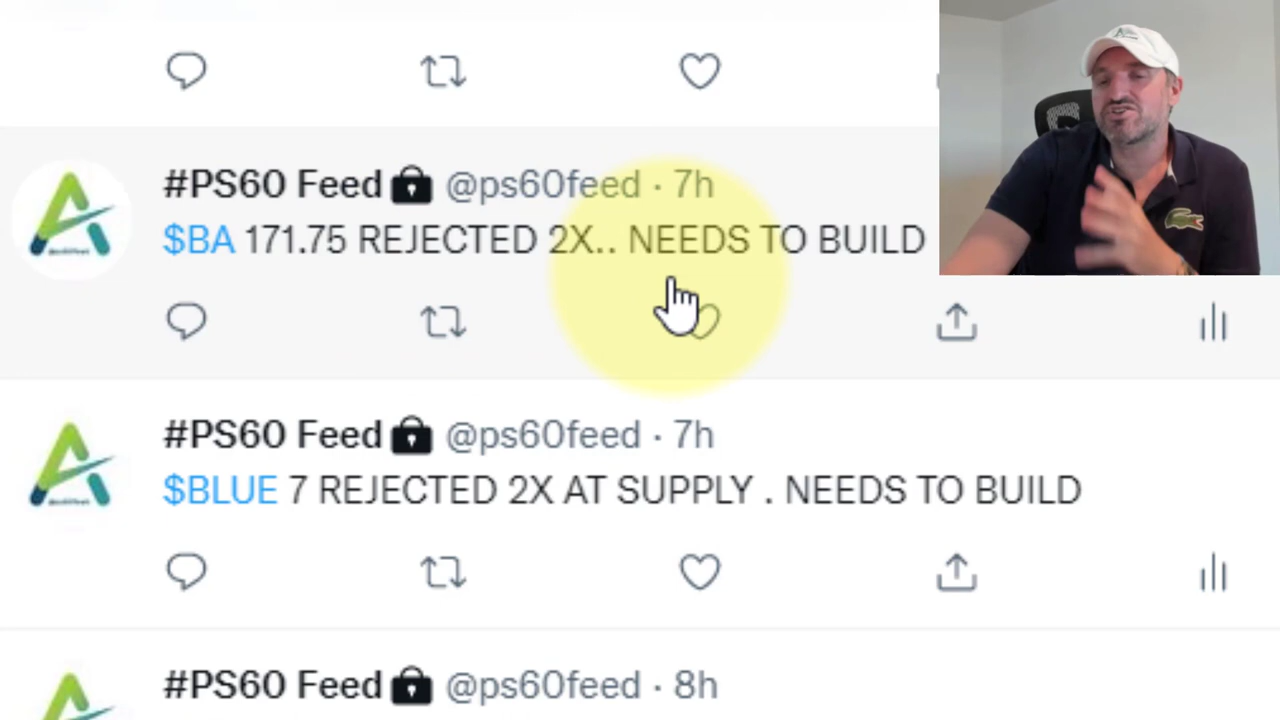 #PS60 Feed @ps60feed · 7h
$BA 171.75 REJECTED 2X.. NEEDS TO BUILD
#PS60 Feed @ps60feed · 7h
$BLUE 7 REJECTED 2X AT SUPPLY . NEEDS TO BUILD
#PS60 Feed @ps60feed · 8h